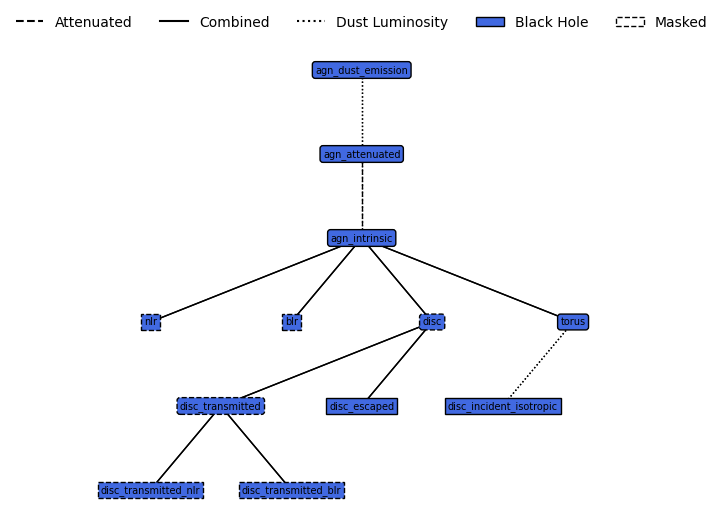 Attenuated Combined Dust Luminosity Black Hole Masked
agn_dust_emission
agn_attenuated
agn_intrinsic
nlr blr disc torus
disc_transmitted disc_escaped disc_incident_isotropic
disc_transmitted_nlr disc_transmitted_blr